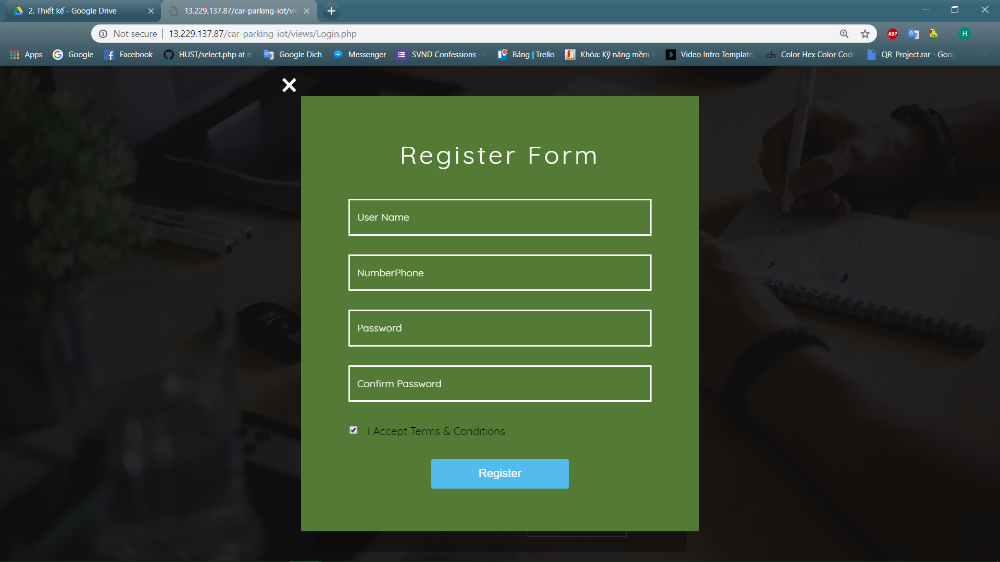 2. Thiết kế - Google Drive
13.229.137.87/car-parking-iot/vie
Not secure
13.229.137.87/car-parking-iot/views/Login.php
ABP
H
Apps
Google
Facebook
HUST/select.php at m
Google Dịch
Messenger
SVND Confessions - 
Bảng | Trello
Khóa: Kỹ năng mềm
Video Intro Templates
ch
Color Hex Color Code
QR_Project.rar - Goog
Register Form
User Name
NumberPhone
Password
Confirm Password
I Accept Terms & Conditions
Register